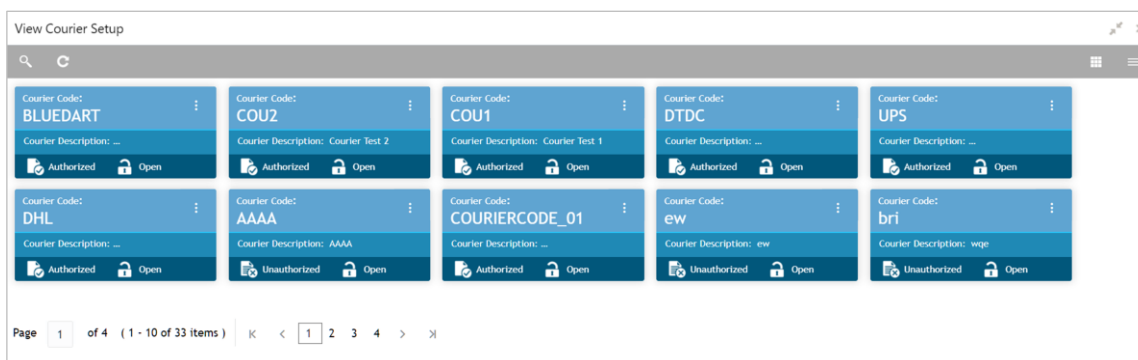 View Courier Setup
Courier Code: Courier Code: Courier Code: Courier Code: Courier Code:
BLUEDART COU2 COU1 DTDC UPS
Courier Description: ... Courier Description: Courier Test 2 Courier Description: Courier Test 1 Courier Description: ... Courier Description: ...
Authorized Open Authorized Open Authorized Open Authorized Open Authorized Open
Courier Code: Courier Code: Courier Code: Courier Code: Courier Code:
DHL AAAA COURIERCODE_01 ew bri
Courier Description: ... Courier Description: AAAA Courier Description: ... Courier Description: ew Courier Description: wqe
Authorized Open Unauthorized Open Authorized Open Unauthorized Open Unauthorized Open
Page 1 of 4 ( 1 - 10 of 33 items ) 1 2 3 4